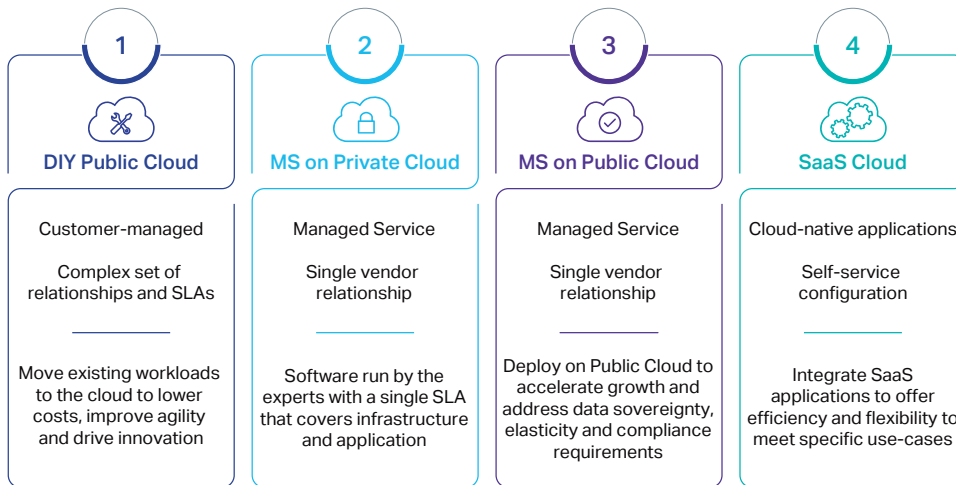 1
DIY Public Cloud
Customer-managed
Complex set of
relationships and SLAs
Move existing workloads
to the cloud to lower
costs, improve agility
and drive innovation
2
MS on Private Cloud
Managed Service
Single vendor
relationship
Software run by the
experts with a single SLA
that covers infrastructure
and application
3
MS on Public Cloud
Managed Service
Single vendor
relationship
Deploy on Public Cloud to
accelerate growth and
address data sovereignty,
elasticity and compliance
requirements
4
SaaS Cloud
Cloud-native applications
Self-service
configuration
Integrate SaaS
applications to offer
efficiency and flexibility to
meet specific use-cases